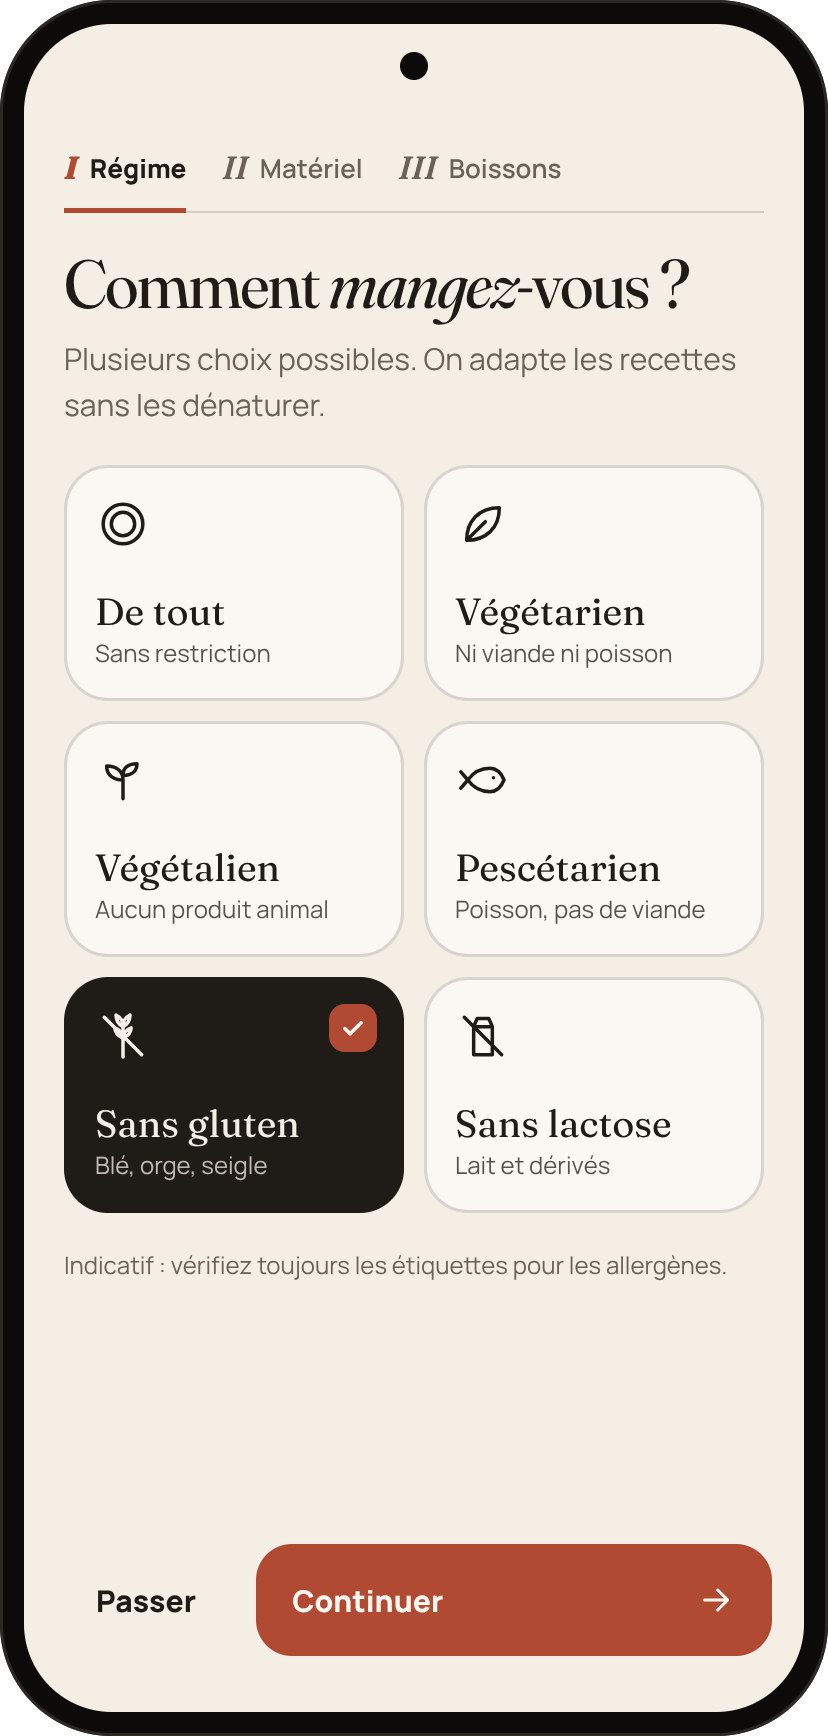 I Régime II Matériel III Boissons
Comment mangez-vous ?
Plusieurs choix possibles. On adapte les recettes
sans les dénaturer.
De tout
Sans restriction
Végétarien
Ni viande ni poisson
Végétalien
Aucun produit animal
Pescétarien
Poisson, pas de viande
Sans gluten
Blé, orge, seigle
Sans lactose
Lait et dérivés
Indicatif : vérifiez toujours les étiquettes pour les allergènes.
Passer
Continuer